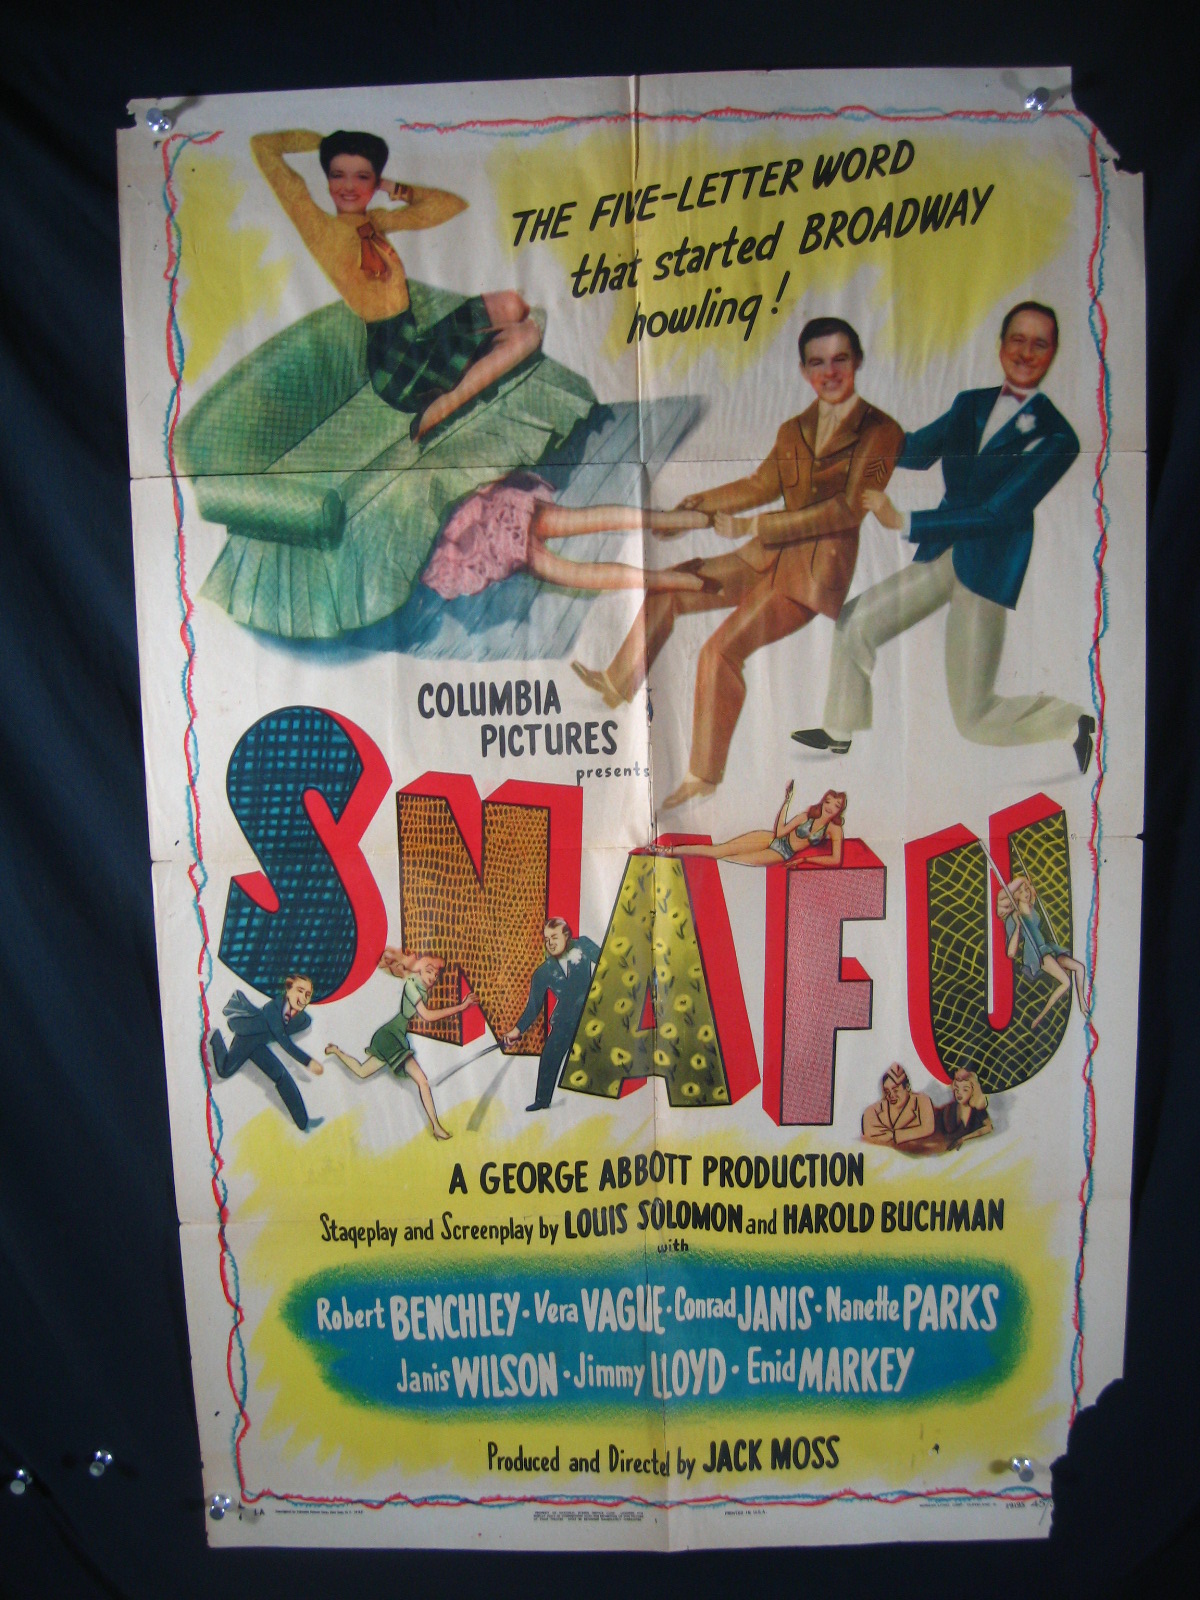 THE FIVE-LETTER WORD
that started BROADWAY
howling!
COLUMBIA
PICTURES
presents
SNAFU
A GEORGE ABBOTT PRODUCTION
Stageplay and Screenplay by LOUIS SOLOMON and HAROLD BUCHMAN
with
Robert BENCHLEY · Vera VAGUE · Conrad JANIS · Nanette PARKS
Janis WILSON · Jimmy LLOYD · Enid MARKEY
Produced and Directed by JACK MOSS
PRINTED IN U.S.A.